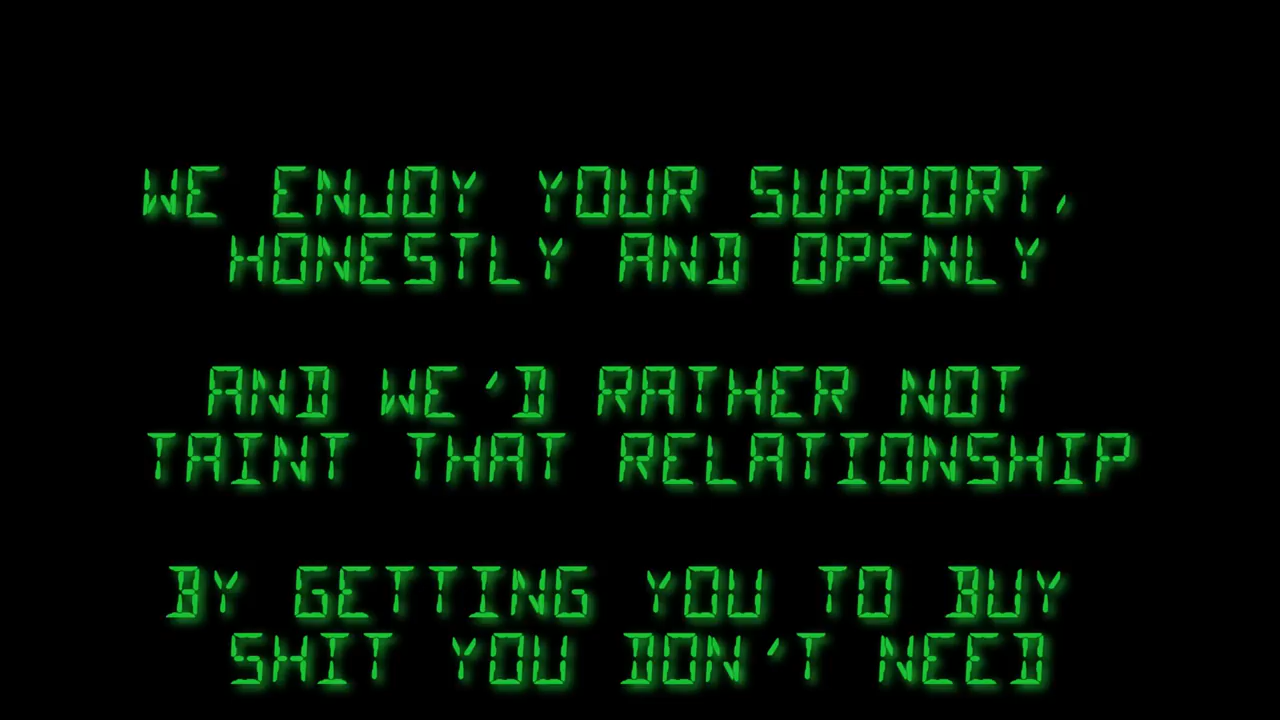 WE ENJOY YOUR SUPPORT,
HONESTLY AND OPENLY
AND WE'D RATHER NOT
TAINT THAT RELATIONSHIP
BY GETTING YOU TO BUY
SHIT YOU DON'T NEED